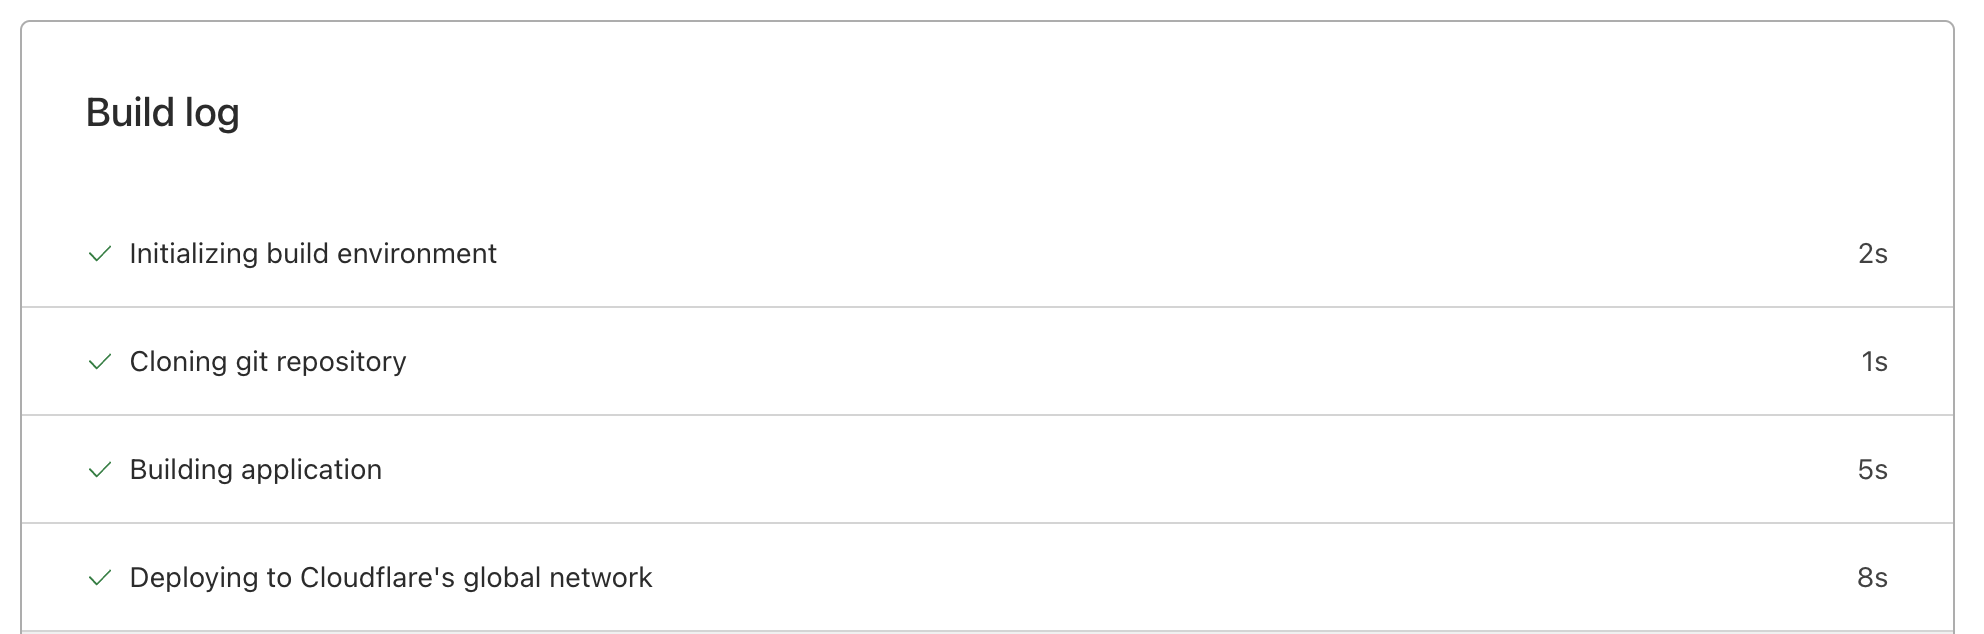 Build log
Initializing build environment 2s
Cloning git repository 1s
Building application 5s
Deploying to Cloudflare's global network 8s